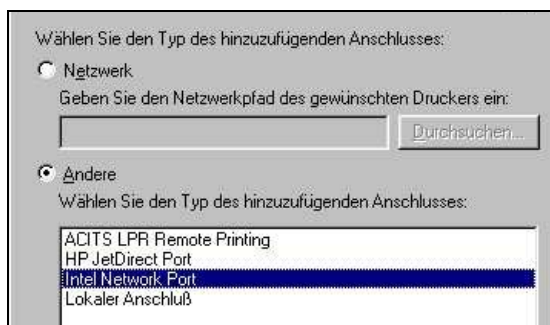 Wählen Sie den Typ des hinzuzufügenden Anschlusses:
Netzwerk
Geben Sie den Netzwerkpfad des gewünschten Druckers ein:
Durchsuchen...
Andere
Wählen Sie den Typ des hinzuzufügenden Anschlusses:
ACITS LPR Remote Printing
HP JetDirect Port
Intel Network Port
Lokaler Anschluß